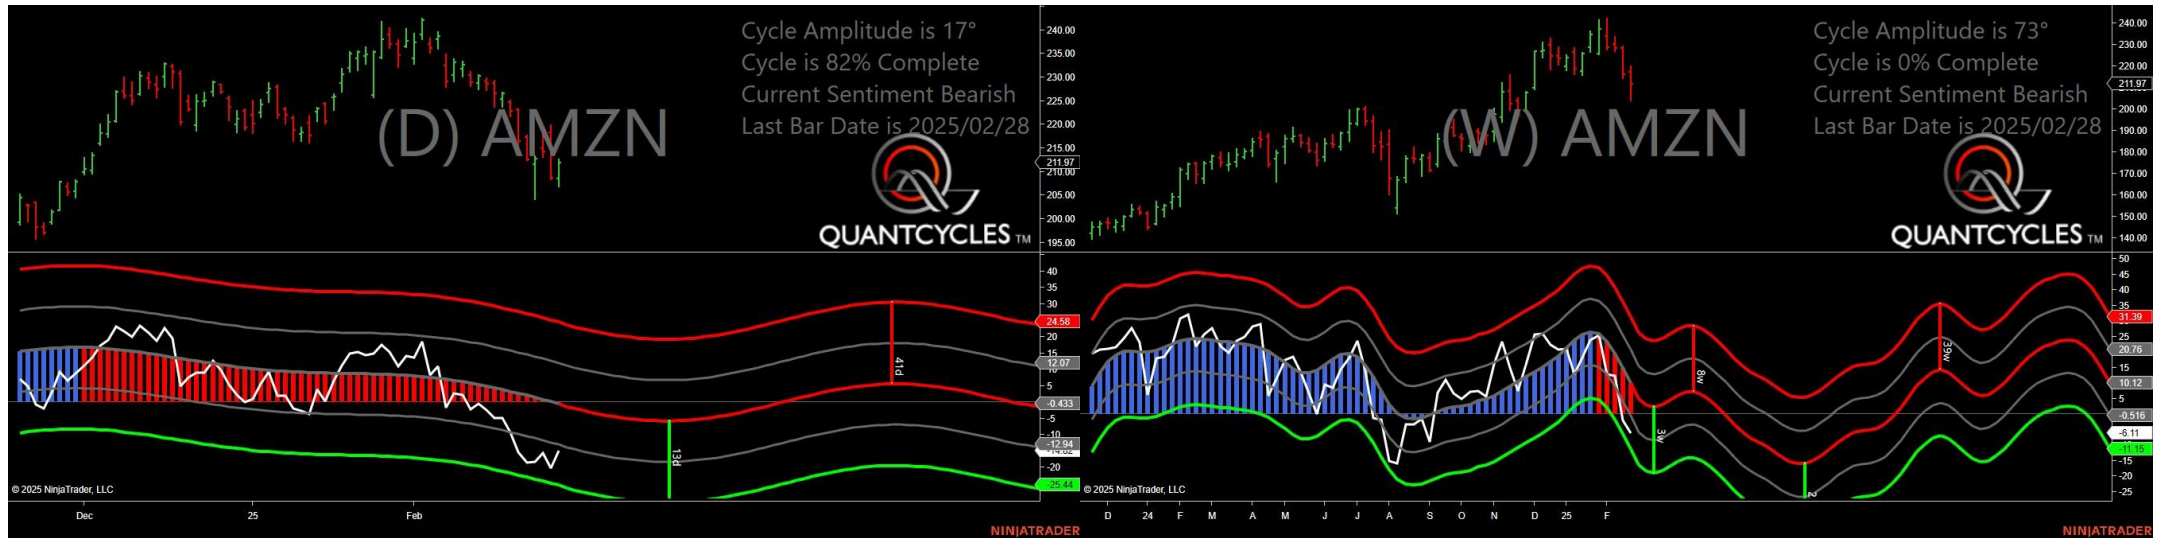 Cycle Amplitude is 17°
Cycle is 82% Complete
Current Sentiment Bearish
Last Bar Date is 2025/02/28
(D) AMZN
QUANTCYCLES TM
240.00
235.00
230.00
225.00
220.00
215.00
211.97
210.00
205.00
200.00
195.00
40
35
30
24.58
20
15
12.07
10
5
-0.433
-5
-10
-12.94
-14.62
-20
-25.44
41d
13d
© 2025 NinjaTrader, LLC
Dec
25
Feb
NINJATRADER
Cycle Amplitude is 73°
Cycle is 0% Complete
Current Sentiment Bearish
Last Bar Date is 2025/02/28
(W) AMZN
QUANTCYCLES TM
240.00
230.00
220.00
211.97
200.00
190.00
180.00
170.00
160.00
150.00
140.00
50
45
40
35
31.39
25
20.76
15
10.12
5
-0.516
-6.11
-11.15
-15
-20
-25
8w
3w
39w
2
© 2025 NinjaTrader, LLC
D
24
F
M
A
M
J
J
A
S
O
N
D
25
F
NINJATRADER